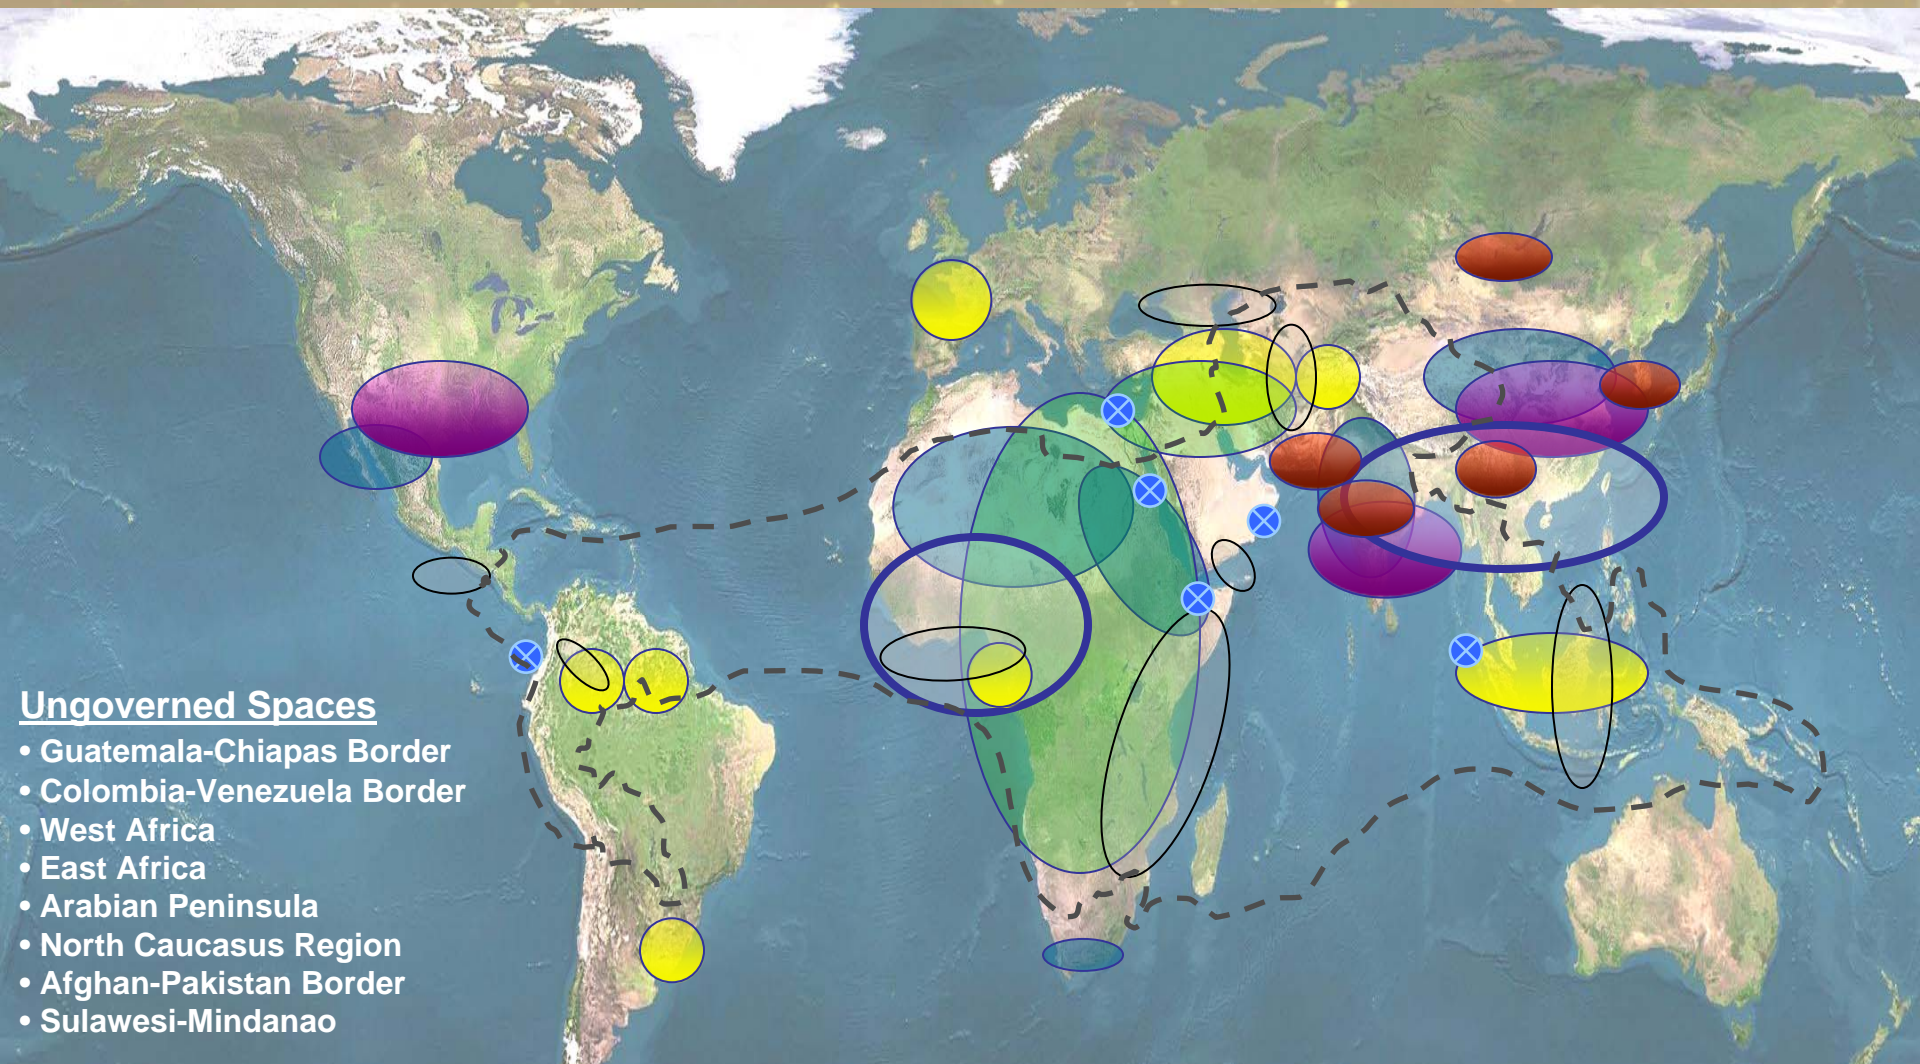 Ungoverned Spaces
• Guatemala-Chiapas Border
• Colombia-Venezuela Border
• West Africa
• East Africa
• Arabian Peninsula
• North Caucasus Region
• Afghan-Pakistan Border
• Sulawesi-Mindanao